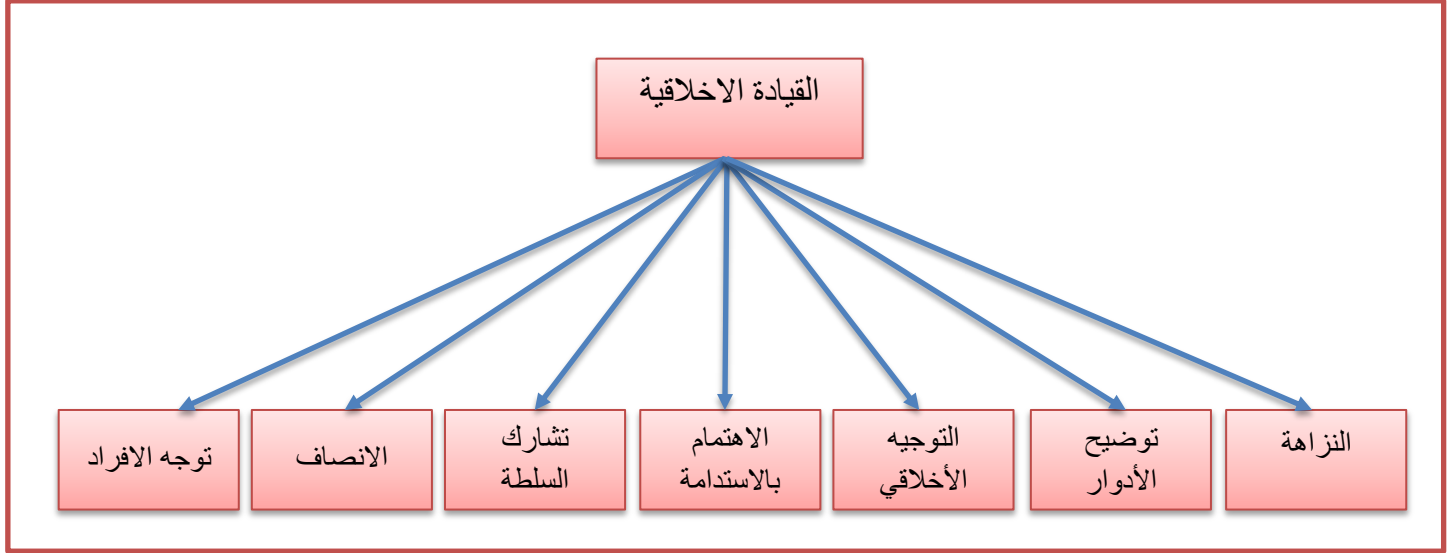 القيادة الاخلاقية
النزاهة
توضيح
الأدوار
التوجيه
الأخلاقي
الاهتمام
بالاستدامة
تشارك
السلطة
الانصاف
توجه الافراد